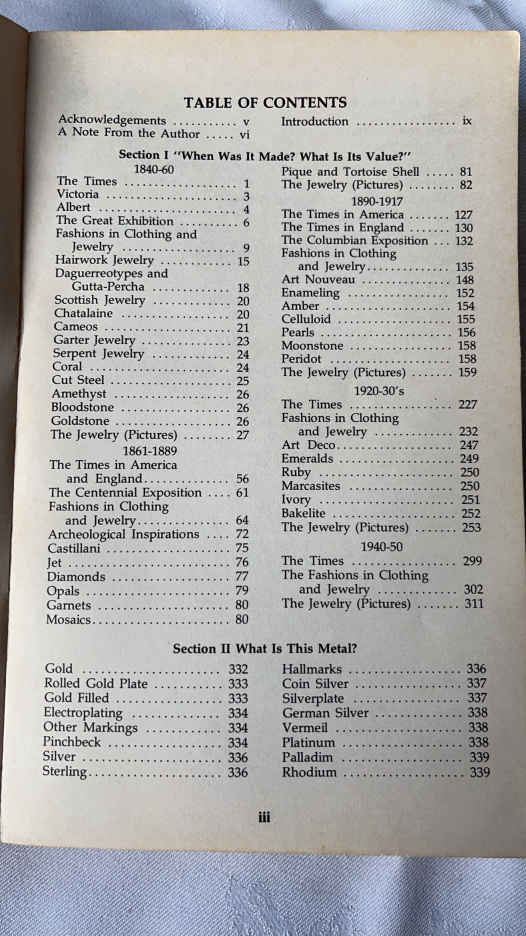 TABLE OF CONTENTS
Acknowledgements ........... v
A Note From the Author ..... vi
Introduction ................ ix
Section I "When Was It Made? What Is Its Value?"
1840-60
The Times ................... 1
Victoria ...................... 3
Albert ....................... 4
The Great Exhibition .......... 6
Fashions in Clothing and
Jewelry ................... 9
Hairwork Jewelry ............ 15
Daguerreotypes and
Gutta-Percha ............. 18
Scottish Jewelry ............. 20
Chatalaine .................. 20
Cameos ..................... 21
Garter Jewelry ............... 23
Serpent Jewelry ............. 24
Coral ....................... 24
Cut Steel .................... 25
Amethyst ................... 26
Bloodstone .................. 26
Goldstone ................... 26
The Jewelry (Pictures) ........ 27
1861-1889
The Times in America
and England.............. 56
The Centennial Exposition .... 61
Fashions in Clothing
and Jewelry............... 64
Archeological Inspirations .... 72
Castillani .................... 75
Jet .......................... 76
Diamonds ................... 77
Opals ....................... 79
Garnets ..................... 80
Mosaics...................... 80
Pique and Tortoise Shell ..... 81
The Jewelry (Pictures) ........ 82
1890-1917
The Times in America ....... 127
The Times in England ....... 130
The Columbian Exposition ... 132
Fashions in Clothing
and Jewelry.............. 135
Art Nouveau ............... 148
Enameling ................. 152
Amber ..................... 154
Celluloid ................... 155
Pearls ...................... 156
Moonstone ................. 158
Peridot .................... 158
The Jewelry (Pictures) ....... 159
1920-30's
The Times ................. 227
Fashions in Clothing
and Jewelry ............. 232
Art Deco................... 247
Emeralds ................... 249
Ruby ...................... 250
Marcasites .................. 250
Ivory ...................... 251
Bakelite .................... 252
The Jewelry (Pictures) ....... 253
1940-50
The Times ................. 299
The Fashions in Clothing
and Jewelry ............. 302
The Jewelry (Pictures) ....... 311
Section II What Is This Metal?
Gold ...................... 332
Rolled Gold Plate ........... 333
Gold Filled ................. 333
Electroplating .............. 334
Other Markings ............ 334
Pinchbeck .................. 334
Silver ...................... 336
Sterling..................... 336
Hallmarks .................. 336
Coin Silver ................. 337
Silverplate ................. 337
German Silver .............. 338
Vermeil .................... 338
Platinum ................... 338
Palladim ................... 339
Rhodium ................... 339
iii